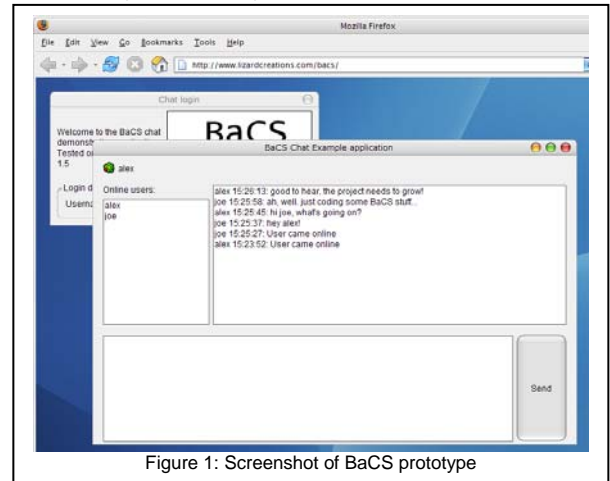 Mozilla Firefox
File Edit View Go Bookmarks Tools Help
http://www.lizardcreations.com/bacs/
Chat login
Welcome to the BaCS chat
Tested
1.5
BaCS
BaCS Chat Example application
alex
Login
Online users:
alex
joe
alex 15:26:13: good to hear, the project needs to grow!
joe 15:25:58: ah, well. just coding some BaCS stuff...
alex 15:25:45: hi joe, what's going on?
joe 15:25:37: hey alex!
joe 15:25:27: User came online
alex 15:23:52: User came online
Send
Figure 1: Screenshot of BaCS prototype